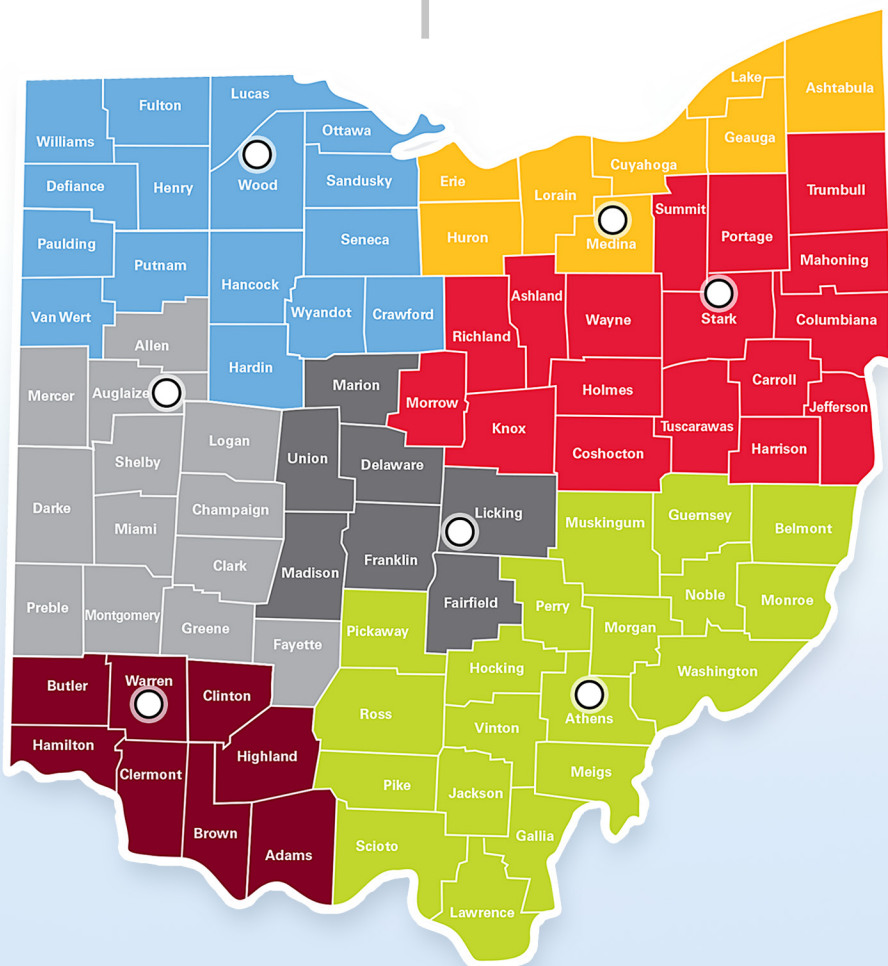 Lake
Ashtabula
Lucas
Fulton
Geauga
Ottawa
Williams
Cuyahoga
Erie
Sandusky
Wood
Defiance
Henry
Trumbull
Lorain
Summit
Portage
Huron
Seneca
Paulding
Medina
Mahoning
Putnam
Hancock
Ashland
Wyandot
Crawford
Van Wert
Stark
Wayne
Columbiana
Richland
Allen
Hardin
Marion
Carroll
Holmes
Mercer
Auglaize
Morrow
Jefferson
Knox
Tuscarawas
Logan
Harrison
Coshocton
Union
Shelby
Delaware
Darke
Champaign
Licking
Guernsey
Muskingum
Belmont
Miami
Franklin
Clark
Madison
Noble
Monroe
Fairfield
Perry
Preble
Montgomery
Greene
Pickaway
Morgan
Fayette
Hocking
Washington
Warren
Butler
Clinton
Ross
Athens
Vinton
Hamilton
Highland
Clermont
Meigs
Pike
Jackson
Brown
Gallia
Scioto
Adams
Lawrence